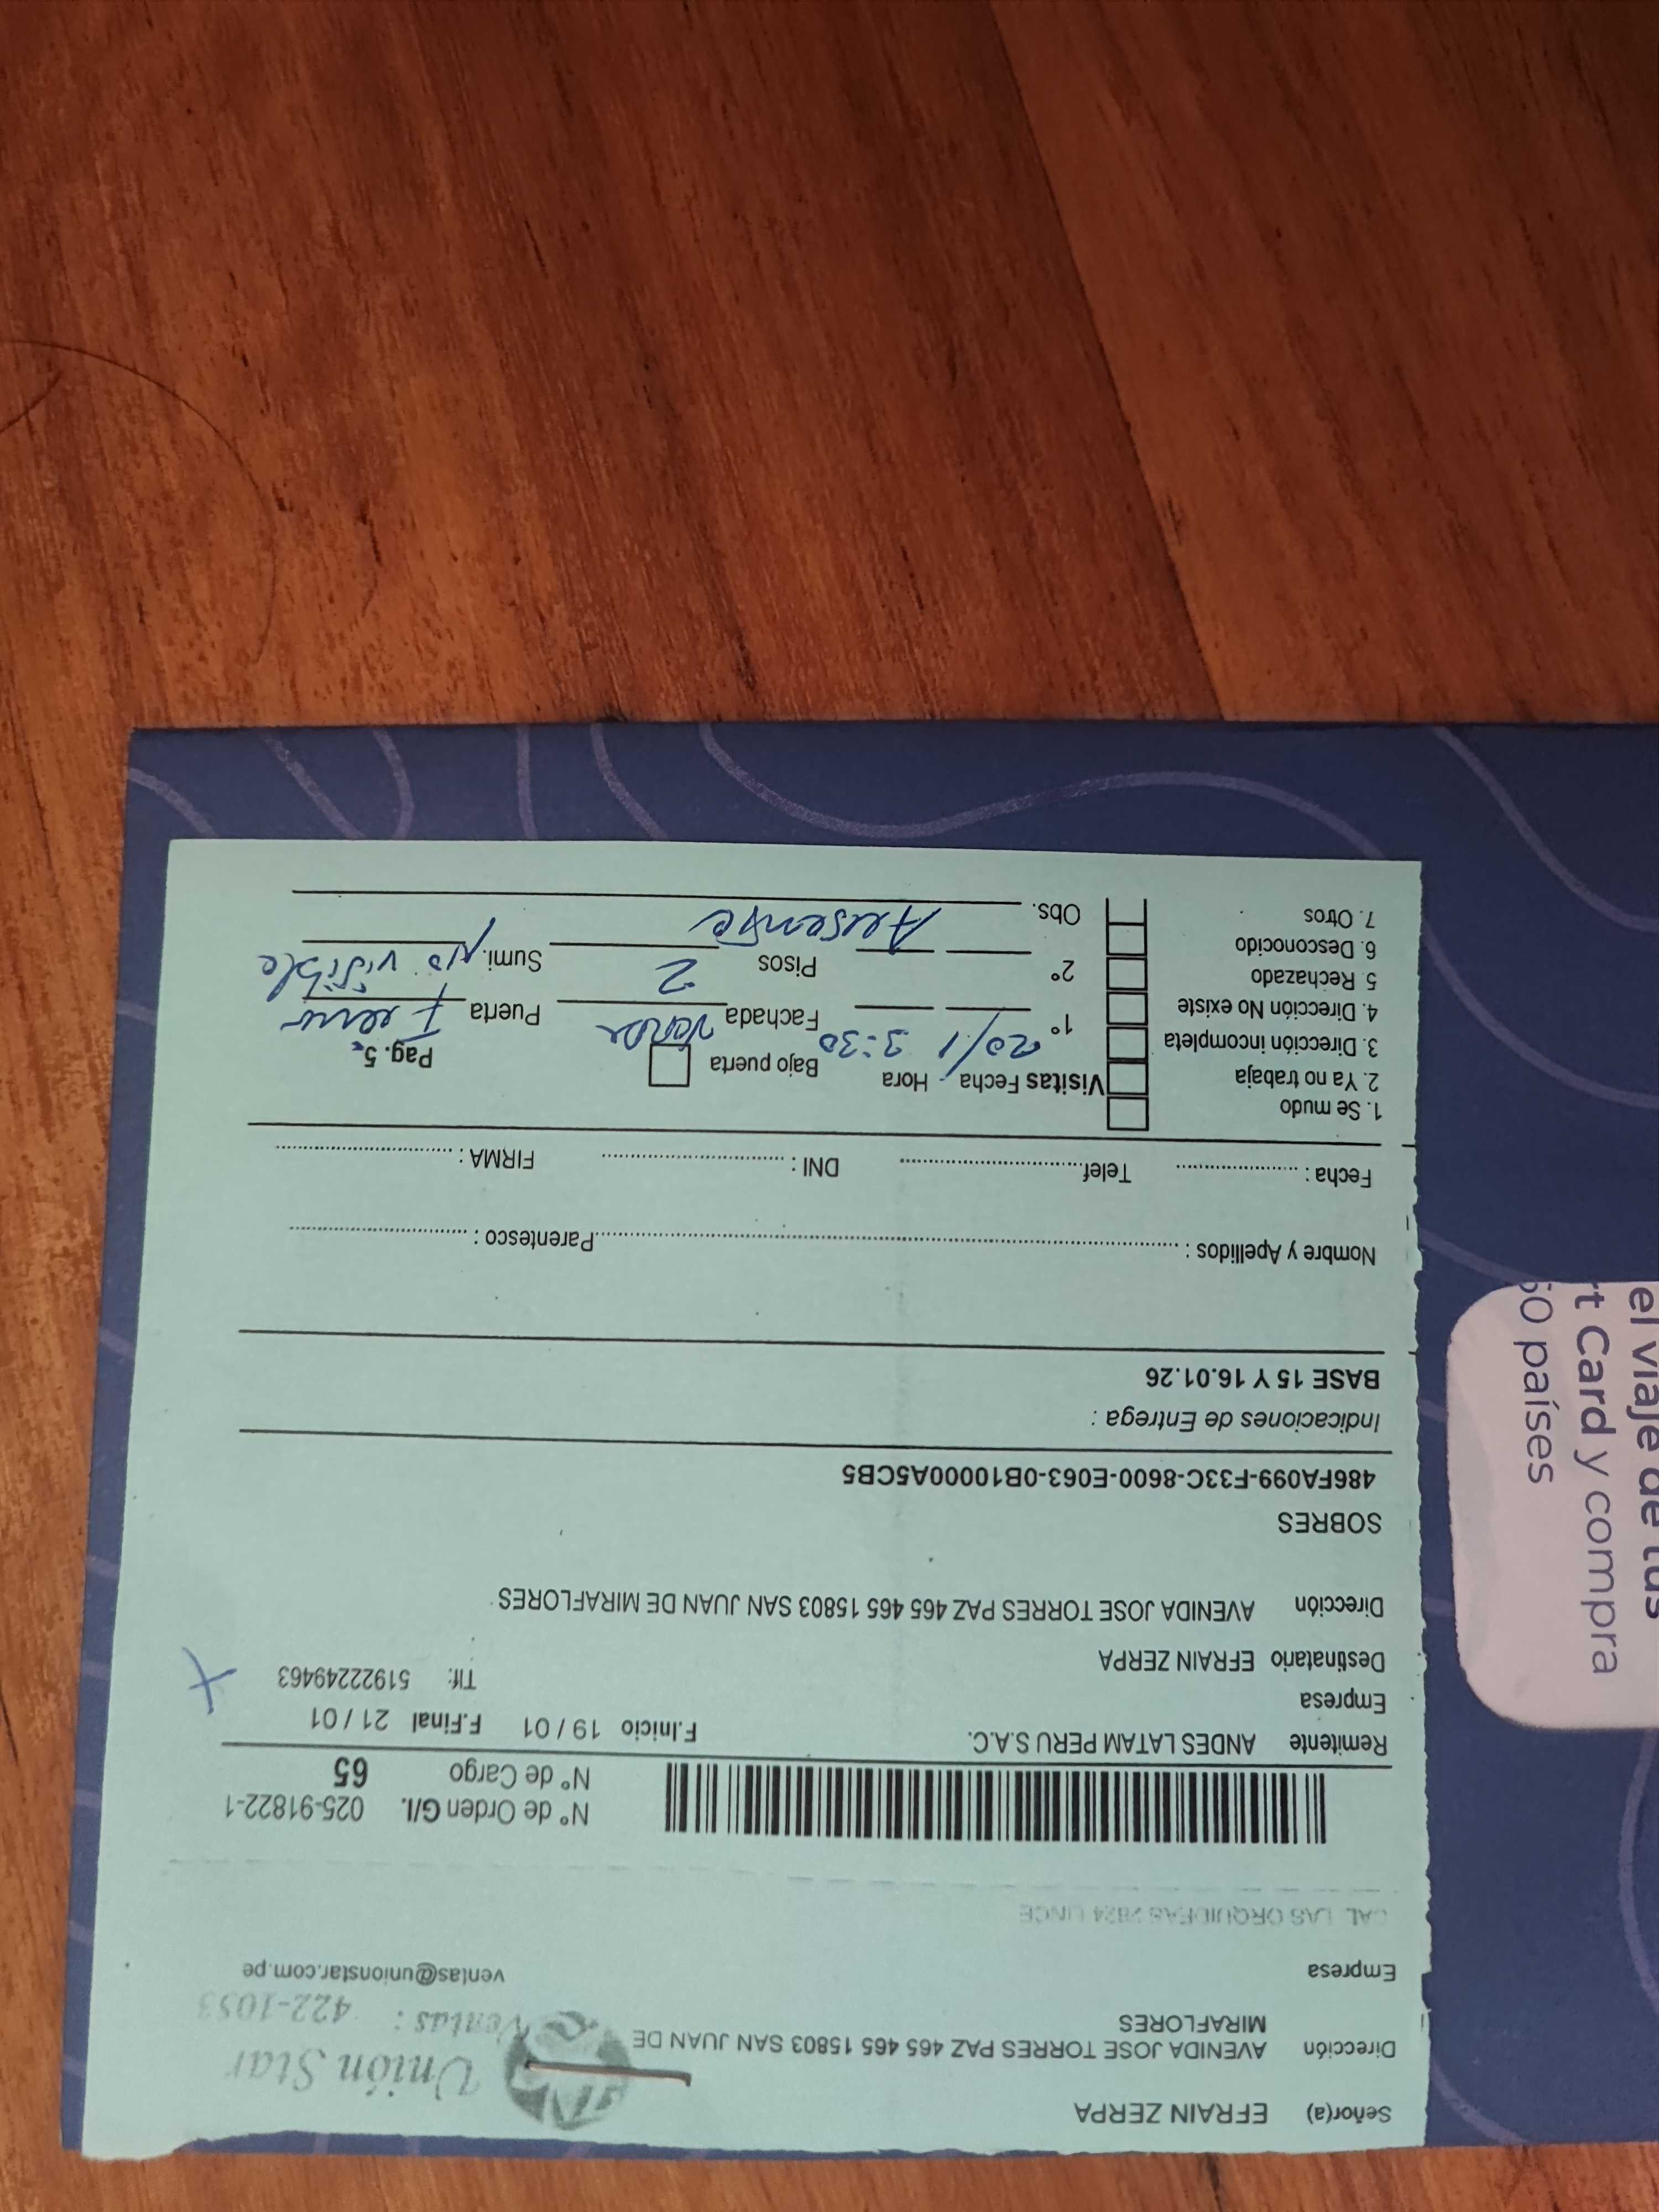 Señor(a) EFRAIN ZERPA
Unión Star
Dirección AVENIDA JOSE TORRES PAZ 465 465 15803 SAN JUAN DE
MIRAFLORES
Ventas : 422-1053
ventas@unionstar.com.pe
Empresa
CAL LAS ORQUIDEAS 2624 LINCE
N° de Orden G/I. 025-91822-1
N° de Cargo 65
Remitente ANDES LATAM PERU S.A.C. F.Inicio 19 / 01 F.Final 21 / 01
Empresa Tlf: 51922249463
Destinatario EFRAIN ZERPA
Dirección AVENIDA JOSE TORRES PAZ 465 465 15803 SAN JUAN DE MIRAFLORES
SOBRES
486FA099-F33C-8600-E063-0B10000A5CB5
Indicaciones de Entrega :
BASE 15 Y 16.01.26
Nombre y Apellidos : Parentesco :
Fecha : Telef. DNI : FIRMA :
1. Se mudo
2. Ya no trabaja
3. Dirección incompleta
4. Dirección No existe
5 Rechazado
6 Desconocido
7. Otros
Visitas Fecha Hora Bajo puerta Pag. 5
1° 20/1 3:30 Fachada Verde Puerta Fierro
2° Pisos 2 Sumi. No visible
Obs. Ausente
el viaje de tus
rt Card y compra
60 países